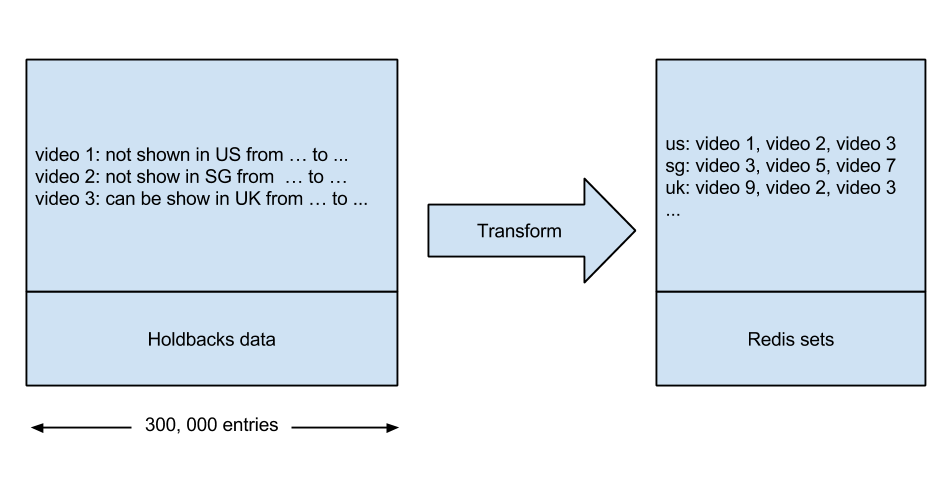 video 1: not shown in US from … to ...
video 2: not show in SG from … to …
video 3: can be show in UK from … to ...
Holdbacks data
300, 000 entries
Transform
us: video 1, video 2, video 3
sg: video 3, video 5, video 7
uk: video 9, video 2, video 3
...
Redis sets